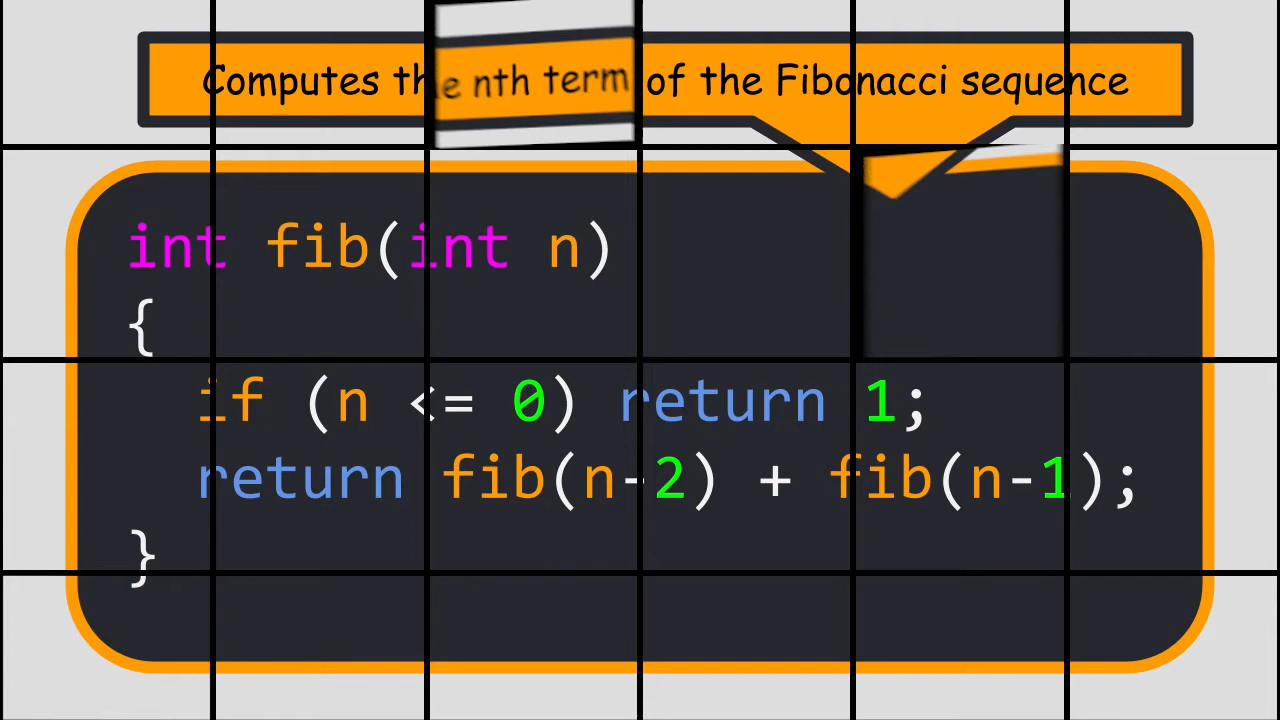 Computes the nth term of the Fibonacci sequence
int fib(int n)
{
if (n <= 0) return 1;
return fib(n-2) + fib(n-1);
}